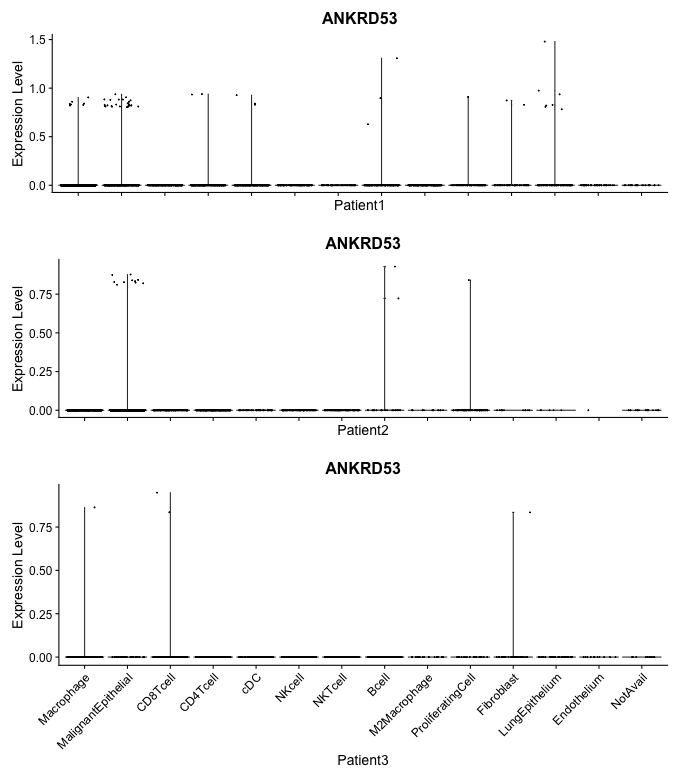 ANKRD53
Expression Level
1.5
1.0
0.5
0.0
Patient1
ANKRD53
Expression Level
0.75
0.50
0.25
0.00
Patient2
ANKRD53
Expression Level
0.75
0.50
0.25
0.00
Macrophage
MalignantEpithelial
CD8Tcell
CD4Tcell
cDC
NKcell
NKTcell
Bcell
M2Macrophage
ProliferatingCell
Fibroblast
LungEpithelium
Endothelium
NotAvail
Patient3